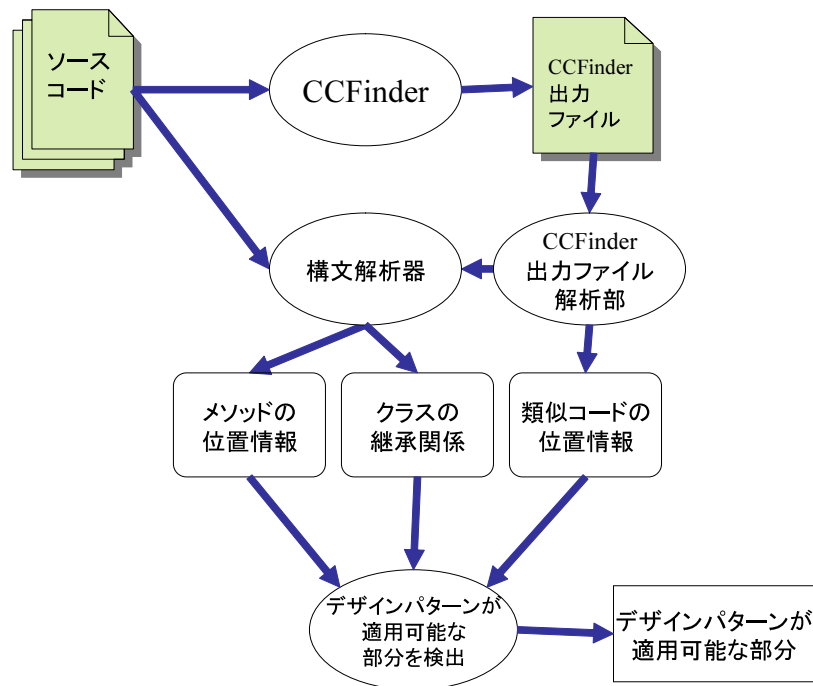 ソース
コード
CCFinder
CCFinder
出力
ファイル
構文解析器
CCFinder
出力ファイル
解析部
メソッドの
位置情報
クラスの
継承関係
類似コードの
位置情報
デザインパターンが
適用可能な
部分を検出
デザインパターンが
適用可能な部分